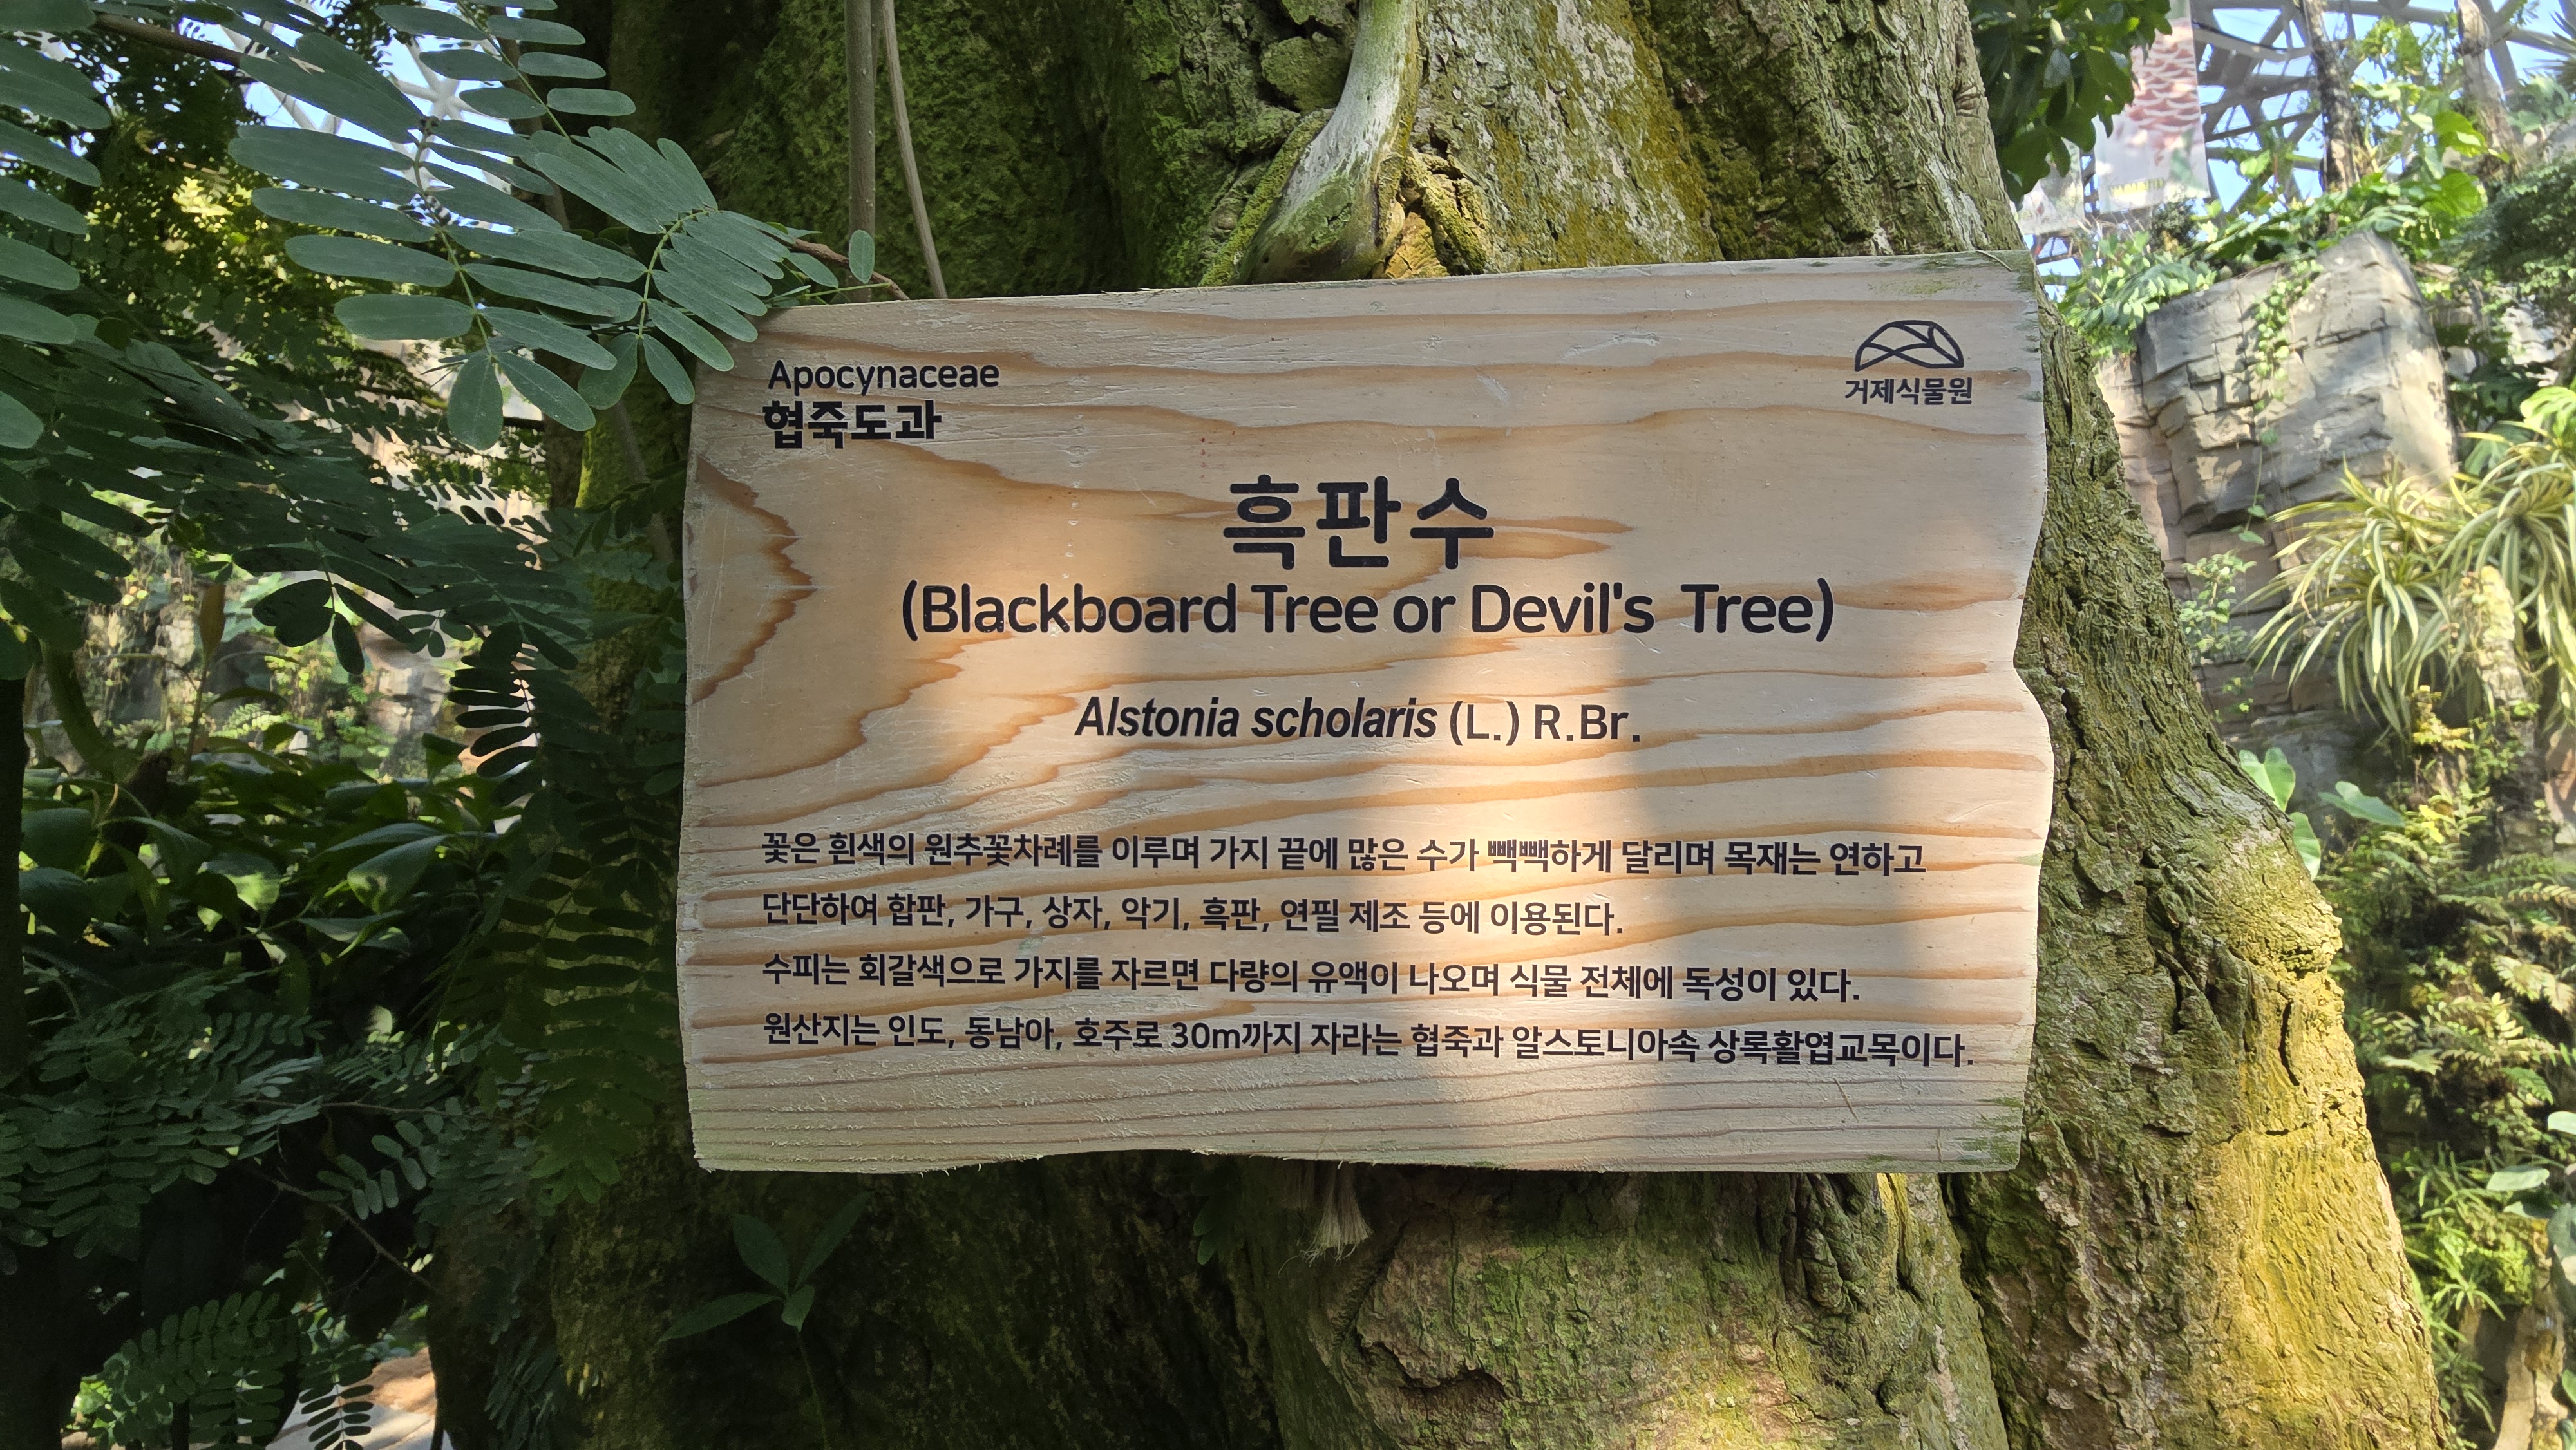 Apocynaceae
협죽도과
거제식물원
흑판수
(Blackboard Tree or Devil's Tree)
Alstonia scholaris (L.) R.Br.
꽃은 흰색의 원추꽃차례를 이루며 가지 끝에 많은 수가 빽빽하게 달리며 목재는 연하고
단단하여 합판, 가구, 상자, 악기, 흑판, 연필 제조 등에 이용된다.
수피는 회갈색으로 가지를 자르면 다량의 유액이 나오며 식물 전체에 독성이 있다.
원산지는 인도, 동남아, 호주로 30m까지 자라는 협죽과 알스토니아속 상록활엽교목이다.